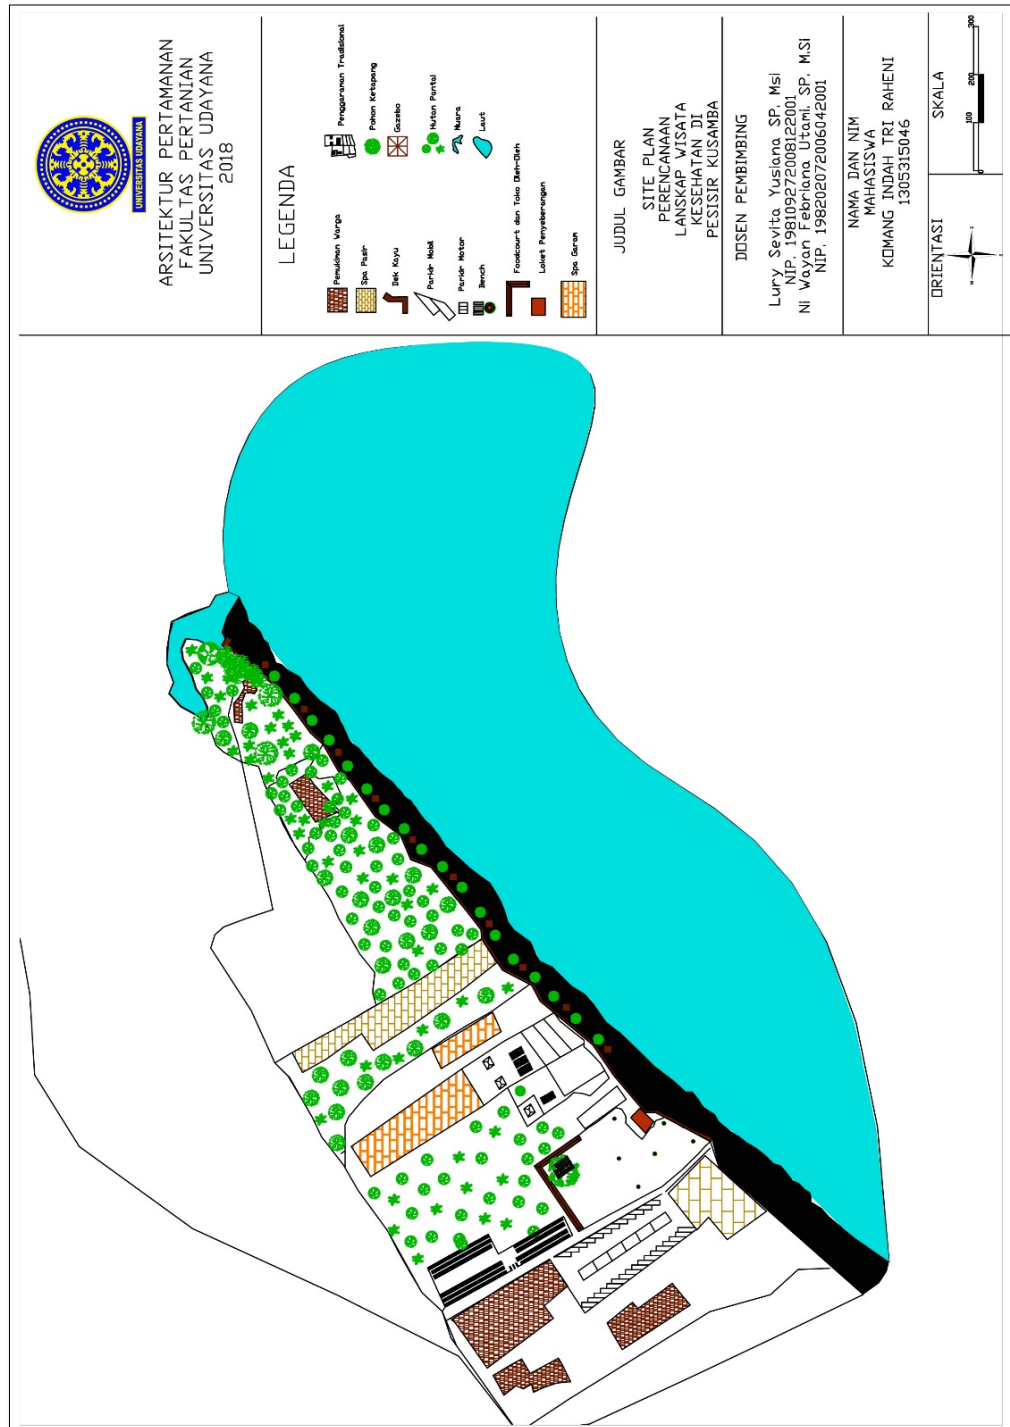 UNIVERSITAS UDAYANA
ARSITEKTUR PERTAMANAN
FAKULTAS PERTANIAN
UNIVERSITAS UDAYANA
2018
LEGENDA
Pemukiman Warga
Spa Pasir
Dek Kayu
Parkir Mobil
Parkir Motor
Bench
Foodcourt dan Toko Oleh-Oleh
Loket Penyeberangan
Spa Garam
Penggaraman Tradisional
Pohon Ketapang
Gazebo
Hutan Pantai
Muara
Laut
JUDUL GAMBAR
SITE PLAN
PERENCANAAN
LANSKAP WISATA
KESEHATAN DI
PESISIR KUSAMBA
DOSEN PEMBIMBING
Lury Sevita Yusiana SP, Msi
NIP. 198109272008122001
Ni Wayan Febriana Utami, SP, M.Si
NIP. 198202072006042001
NAMA DAN NIM
MAHASISWA
KOMANG INDAH TRI RAHENI
1305315046
ORIENTASI
SKALA
100
200
300